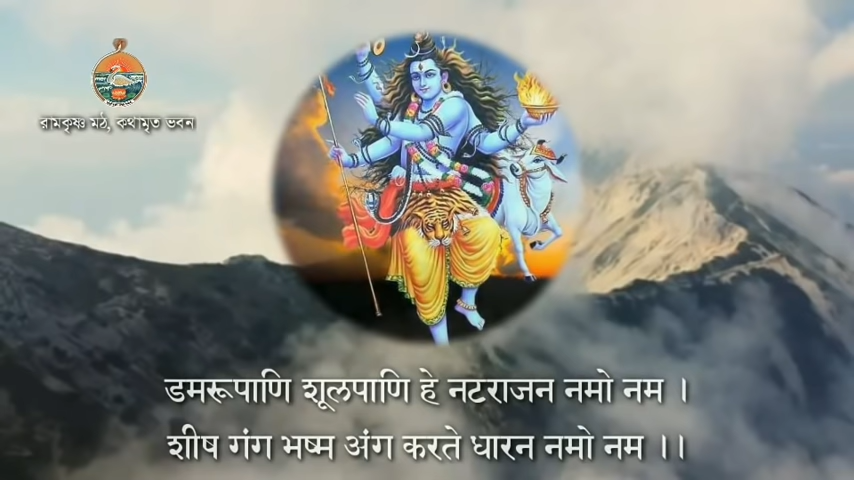 রামকৃষ্ণ মঠ, কথামৃত ভবন
डमरूपाणि शूलपाणि हे नटराजन नमो नम ।
शीष गंग भष्म अंग करते धारन नमो नम ।।